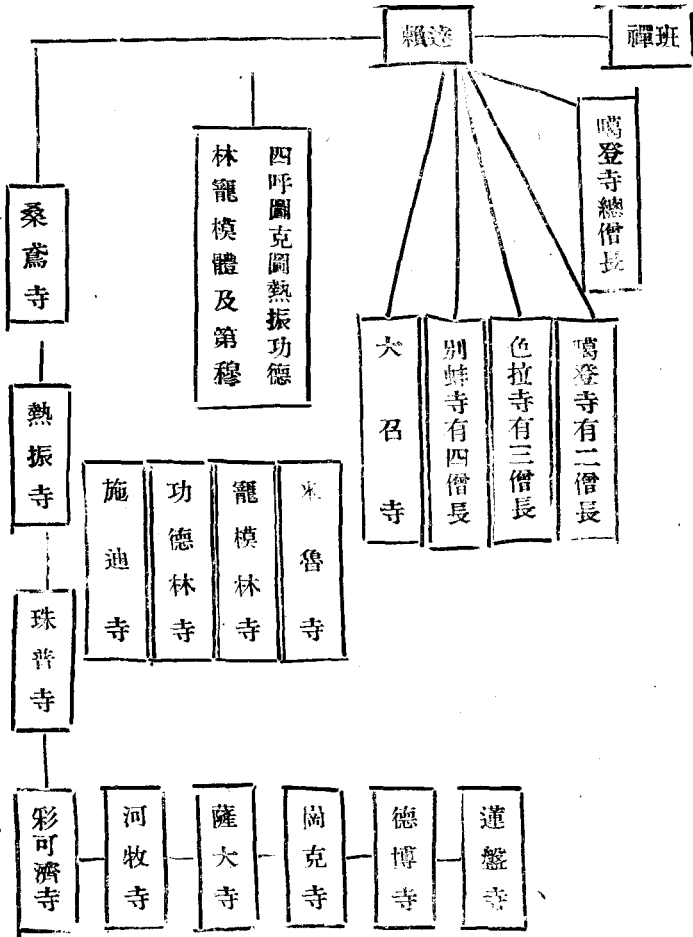 禪班
賴達
噶登寺總僧長
四呼圖克圖熱振功德
林寵模體及第穆
噶登寺有二僧長
色拉寺有三僧長
別蚌寺有四僧長
大召寺
桑鳶寺
熱振寺
珠普寺
魯寺
寵模林寺
功德林寺
施迪寺
蓮盤寺
德博寺
崗克寺
薩大寺
河牧寺
彩可濟寺